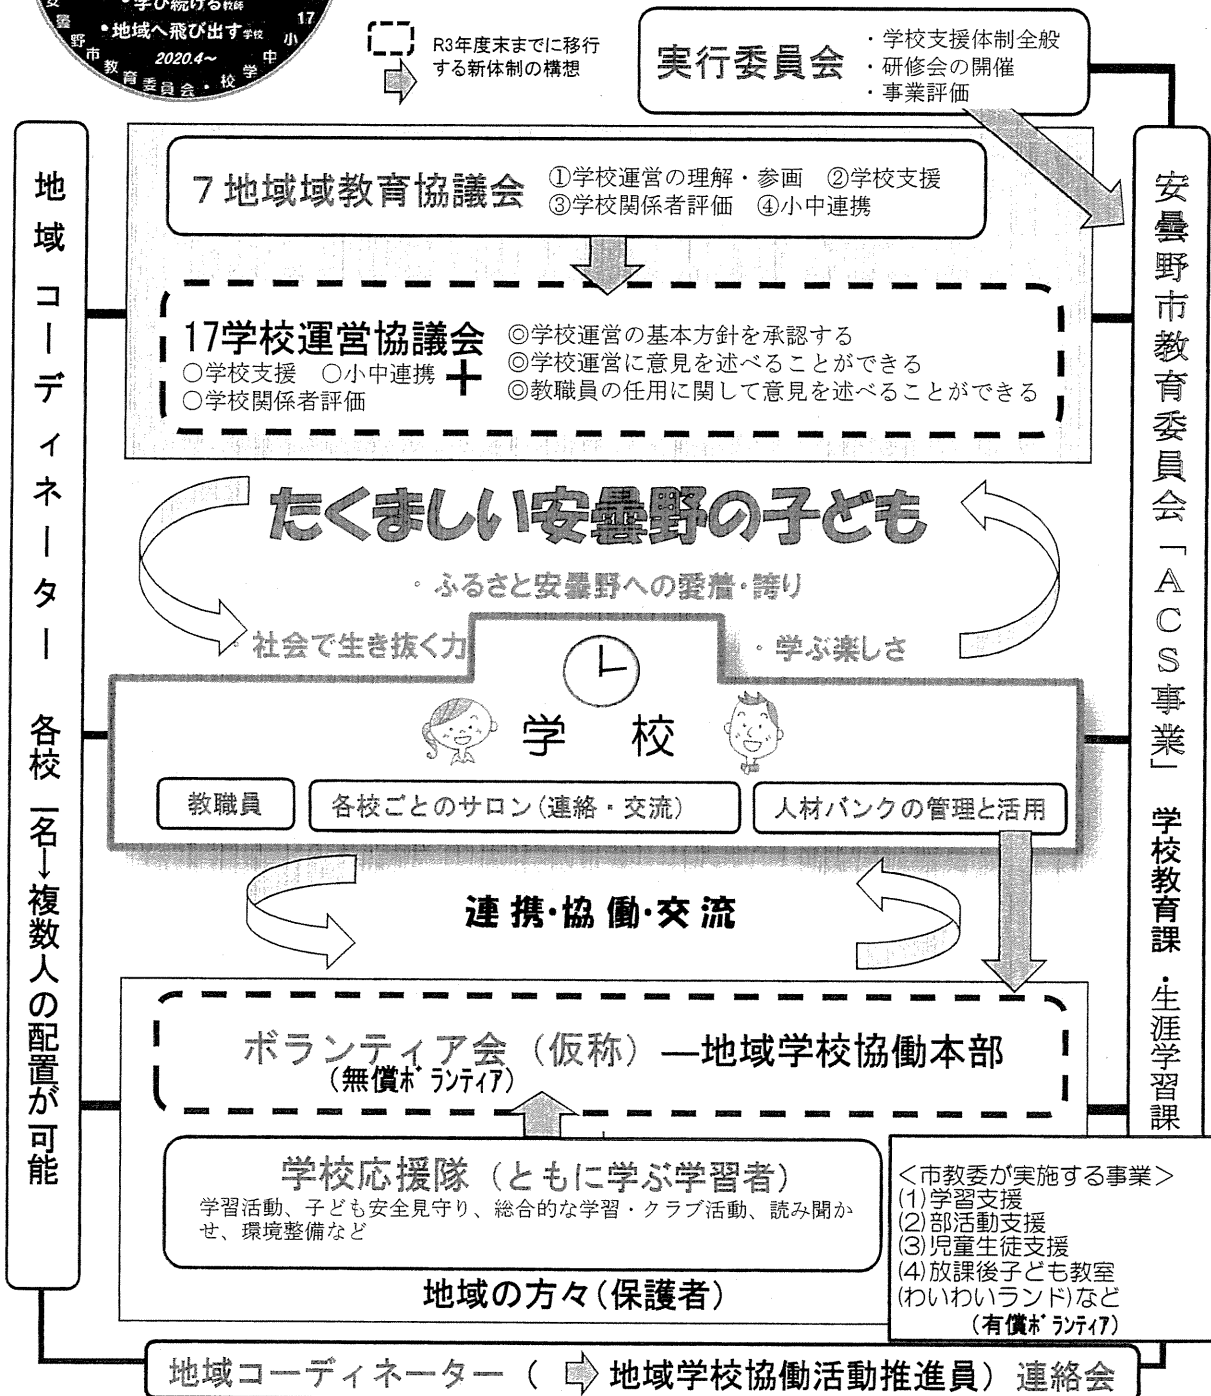 ・学び続ける教師
・地域へ飛び出す学校
2020.4～
安曇野市教育委員会・校学中小17
R3年度末までに移行
する新体制の構想
実行委員会
・学校支援体制全般
・研修会の開催
・事業評価
地域コーディネーター 各校一名→複数人の配置が可能
7地域域教育協議会
①学校運営の理解・参画 ②学校支援
③学校関係者評価 ④小中連携
17学校運営協議会
○学校支援 ○小中連携
○学校関係者評価
＋
◎学校運営の基本方針を承認する
◎学校運営に意見を述べることができる
◎教職員の任用に関して意見を述べることができる
安曇野市教育委員会「ACS事業」 学校教育課・生涯学習課
たくましい安曇野の子ども
・ふるさと安曇野への愛着・誇り
・社会で生き抜く力
・学ぶ楽しさ
学校
教職員
各校ごとのサロン(連絡・交流)
人材バンクの管理と活用
連携・協働・交流
ボランティア会（仮称）―地域学校協働本部
(無償ボランティア)
学校応援隊（ともに学ぶ学習者）
学習活動、子ども安全見守り、総合的な学習・クラブ活動、読み聞か
せ、環境整備など
地域の方々(保護者)
＜市教委が実施する事業＞
(1)学習支援
(2)部活動支援
(3)児童生徒支援
(4)放課後子ども教室
(わいわいランド)など
(有償ボランティア)
地域コーディネーター（ ⇨ 地域学校協働活動推進員）連絡会